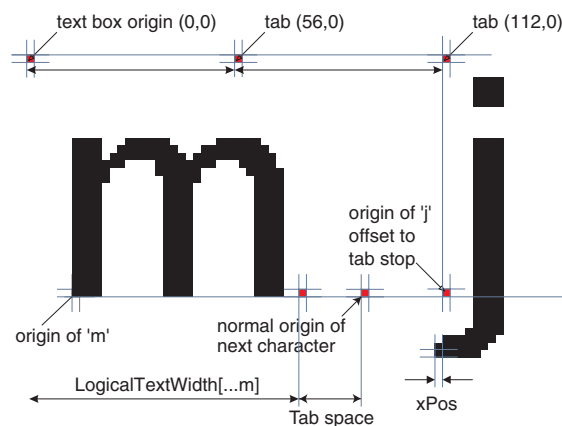 text box origin (0,0)
tab (56,0)
tab (112,0)
mj
origin of 'j'
offset to
tab stop
origin of 'm'
normal origin of
next character
LogicalTextWidth[...m]
Tab space
xPos